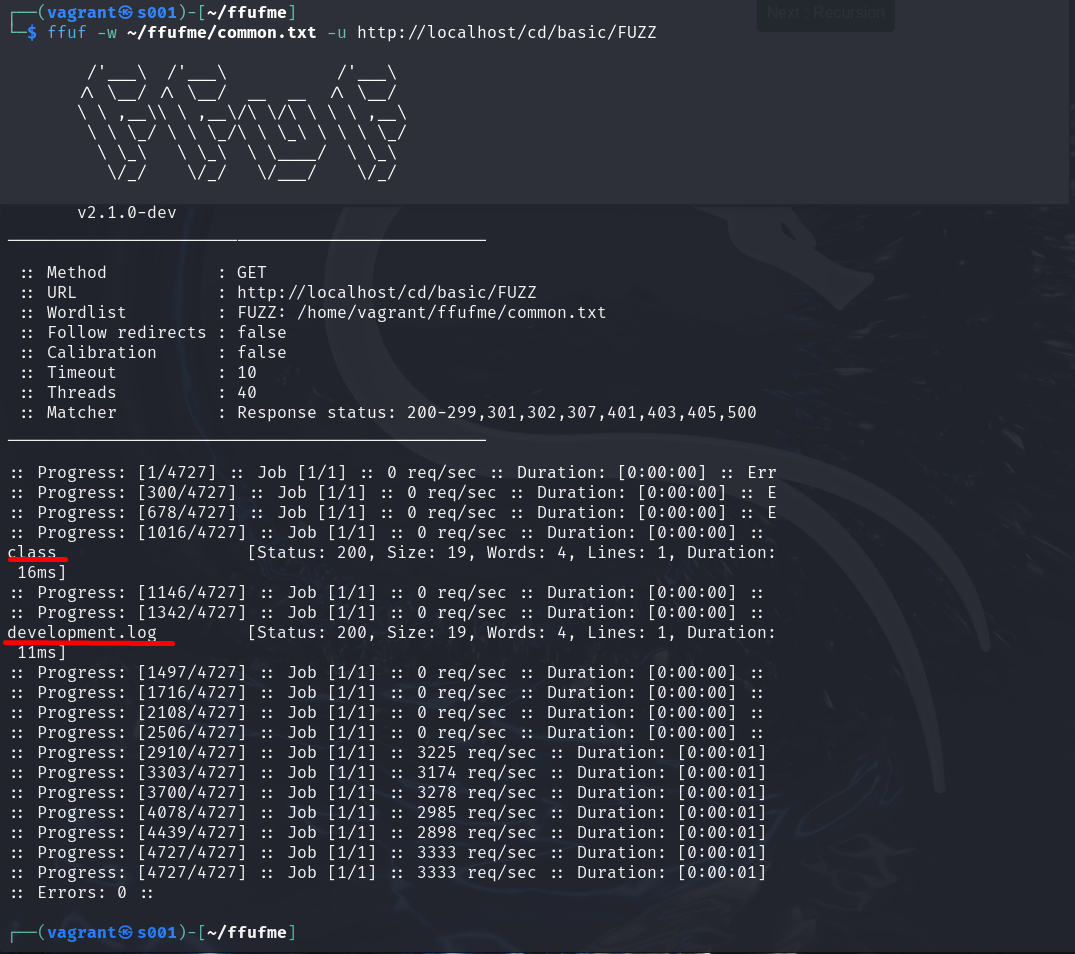 ┌──(vagrant㉿s001)-[~/ffufme]
Next : Recursion
└─$ ffuf -w ~/ffufme/common.txt -u http://localhost/cd/basic/FUZZ
        /'___\  /'___\           /'___\
       /\ \__/ /\ \__/  __  __  /\ \__/
       \ \ ,__\\ \ ,__\/\ \/\ \ \ \ ,__\
        \ \ \_/ \ \ \_/\ \ \_\ \ \ \ \_/
         \ \_\   \ \_\  \ \____/  \ \_\
          \/_/    \/_/   \/___/    \/_/
       v2.1.0-dev
________________________________________________
 :: Method           : GET
 :: URL              : http://localhost/cd/basic/FUZZ
 :: Wordlist         : FUZZ: /home/vagrant/ffufme/common.txt
 :: Follow redirects : false
 :: Calibration      : false
 :: Timeout          : 10
 :: Threads          : 40
 :: Matcher          : Response status: 200-299,301,302,307,401,403,405,500
________________________________________________
:: Progress: [1/4727] :: Job [1/1] :: 0 req/sec :: Duration: [0:00:00] :: Err
:: Progress: [300/4727] :: Job [1/1] :: 0 req/sec :: Duration: [0:00:00] :: E
:: Progress: [678/4727] :: Job [1/1] :: 0 req/sec :: Duration: [0:00:00] :: E
:: Progress: [1016/4727] :: Job [1/1] :: 0 req/sec :: Duration: [0:00:00] ::
class                   [Status: 200, Size: 19, Words: 4, Lines: 1, Duration:
 16ms]
:: Progress: [1146/4727] :: Job [1/1] :: 0 req/sec :: Duration: [0:00:00] ::
:: Progress: [1342/4727] :: Job [1/1] :: 0 req/sec :: Duration: [0:00:00] ::
development.log         [Status: 200, Size: 19, Words: 4, Lines: 1, Duration:
 11ms]
:: Progress: [1497/4727] :: Job [1/1] :: 0 req/sec :: Duration: [0:00:00] ::
:: Progress: [1716/4727] :: Job [1/1] :: 0 req/sec :: Duration: [0:00:00] ::
:: Progress: [2108/4727] :: Job [1/1] :: 0 req/sec :: Duration: [0:00:00] ::
:: Progress: [2506/4727] :: Job [1/1] :: 0 req/sec :: Duration: [0:00:00] ::
:: Progress: [2910/4727] :: Job [1/1] :: 3225 req/sec :: Duration: [0:00:01]
:: Progress: [3303/4727] :: Job [1/1] :: 3174 req/sec :: Duration: [0:00:01]
:: Progress: [3700/4727] :: Job [1/1] :: 3278 req/sec :: Duration: [0:00:01]
:: Progress: [4078/4727] :: Job [1/1] :: 2985 req/sec :: Duration: [0:00:01]
:: Progress: [4439/4727] :: Job [1/1] :: 2898 req/sec :: Duration: [0:00:01]
:: Progress: [4727/4727] :: Job [1/1] :: 3333 req/sec :: Duration: [0:00:01]
:: Progress: [4727/4727] :: Job [1/1] :: 3333 req/sec :: Duration: [0:00:01]
:: Errors: 0 ::
┌──(vagrant㉿s001)-[~/ffufme]